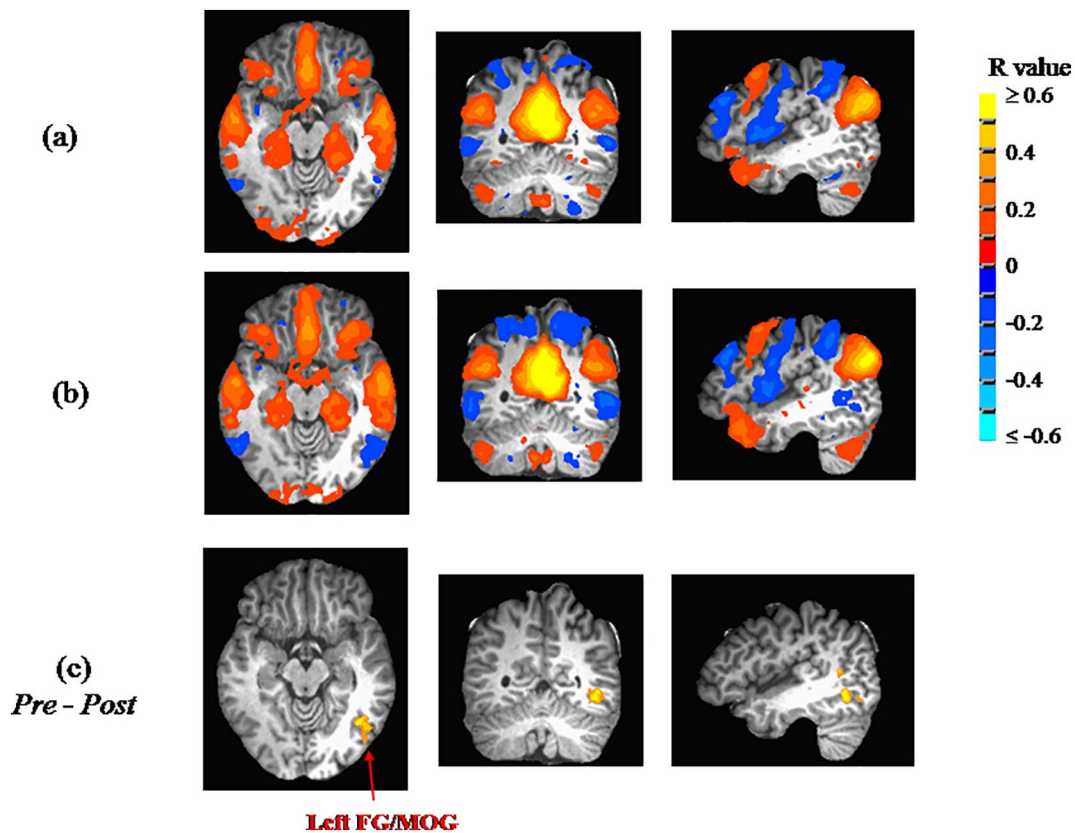 (a)
R value
≥ 0.6
0.4
0.2
0
-0.2
-0.4
≤ -0.6
(b)
(c)
Pre - Post
Left FG/MOG